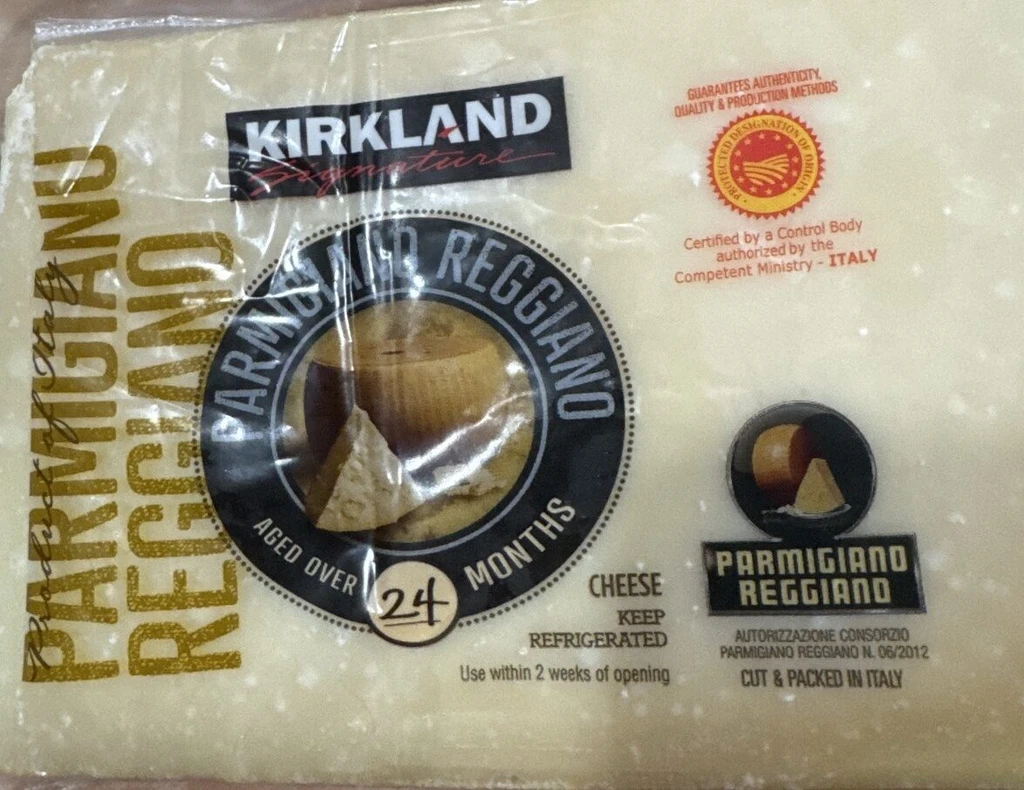 KIRKLAND
Signature
GUARANTEES AUTHENTICITY,
QUALITY & PRODUCTION METHODS
PROTECTED DESIGNATION OF ORIGIN
Certified by a Control Body
authorized by the
Competent Ministry - ITALY
PARMIGIANO
REGGIANO
Product of Italy
PARMIGIANO REGGIANO
AGED OVER 24 MONTHS
CHEESE
KEEP
REFRIGERATED
Use within 2 weeks of opening
PARMIGIANO
REGGIANO
AUTORIZZAZIONE CONSORZIO
PARMIGIANO REGGIANO N. 06/2012
CUT & PACKED IN ITALY